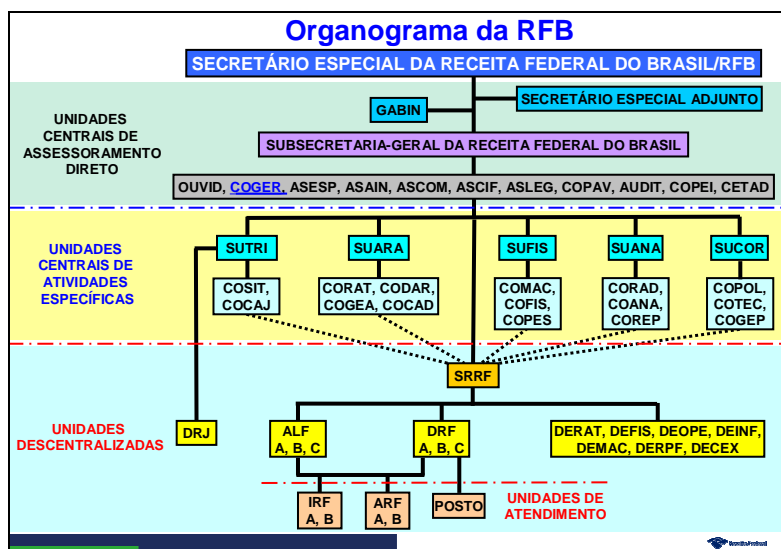 Organograma da RFB
SECRETÁRIO ESPECIAL DA RECEITA FEDERAL DO BRASIL/RFB
UNIDADES
CENTRAIS DE
ASSESSORAMENTO
DIRETO
GABIN
SECRETÁRIO ESPECIAL ADJUNTO
SUBSECRETARIA-GERAL DA RECEITA FEDERAL DO BRASIL
OUVID, COGER, ASESP, ASAIN, ASCOM, ASCIF, ASLEG, COPAV, AUDIT, COPEI, CETAD
UNIDADES
CENTRAIS DE
ATIVIDADES
ESPECÍFICAS
SUTRI
SUARA
SUFIS
SUANA
SUCOR
COSIT,
COCAJ
CORAT, CODAR,
COGEA, COCAD
COMAC,
COFIS,
COPES
CORAD,
COANA,
COREP
COPOL,
COTEC,
COGEP
SRRF
UNIDADES
DESCENTRALIZADAS
DRJ
ALF
A, B, C
DRF
A, B, C
DERAT, DEFIS, DEOPE, DEINF,
DEMAC, DERPF, DECEX
IRF
A, B
ARF
A, B
POSTO
UNIDADES DE
ATENDIMENTO
Receita Federal